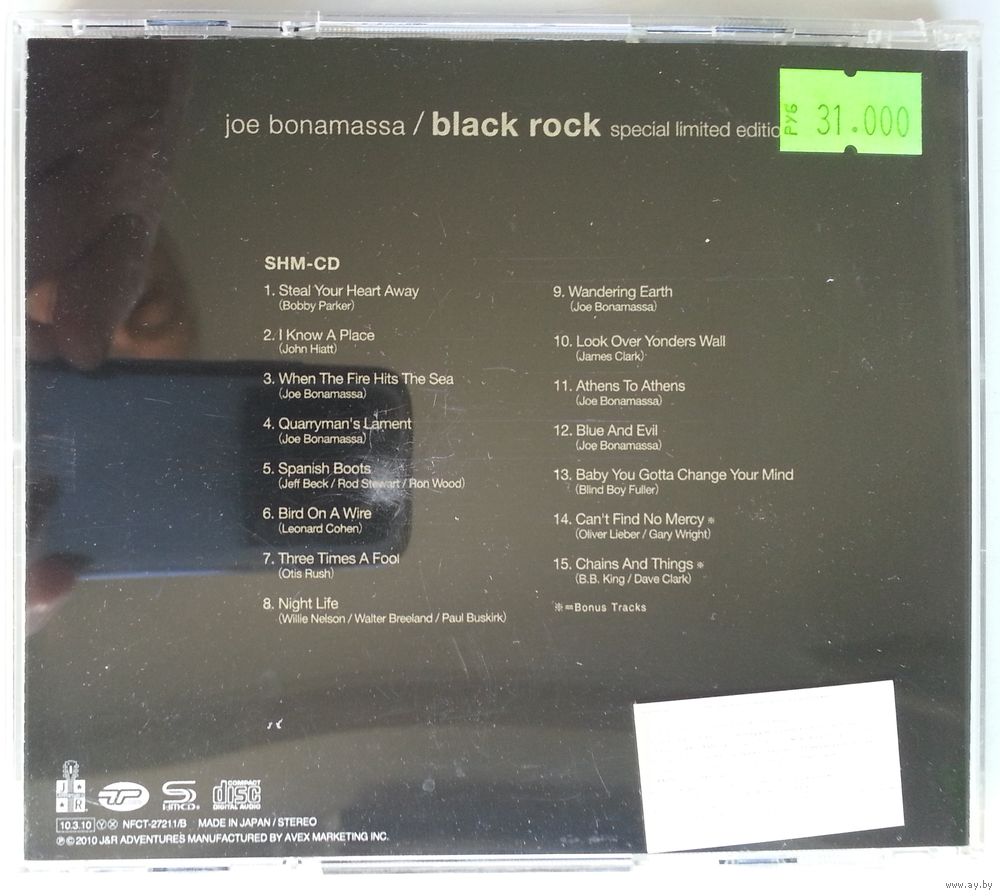 joe bonamassa / black rock special limited editio
РУБ 31.000
SHM-CD
1. Steal Your Heart Away
(Bobby Parker)
2. I Know A Place
(John Hiatt)
3. When The Fire Hits The Sea
(Joe Bonamassa)
4. Quarryman's Lament
(Joe Bonamassa)
5. Spanish Boots
(Jeff Beck / Rod Stewart / Ron Wood)
6. Bird On A Wire
(Leonard Cohen)
7. Three Times A Fool
(Otis Rush)
8. Night Life
(Willie Nelson / Walter Breeland / Paul Buskirk)
9. Wandering Earth
(Joe Bonamassa)
10. Look Over Yonders Wall
(James Clark)
11. Athens To Athens
(Joe Bonamassa)
12. Blue And Evil
(Joe Bonamassa)
13. Baby You Gotta Change Your Mind
(Blind Boy Fuller)
14. Can't Find No Mercy ※
(Oliver Lieber / Gary Wright)
15. Chains And Things ※
(B.B. King / Dave Clark)
※=Bonus Tracks
J R
SHM-CD
COMPACT
disc
DIGITAL AUDIO
10.3.10 Ⓨ Ⓧ NFCT-27211/B MADE IN JAPAN / STEREO
℗©2010 J&R ADVENTURES MANUFACTURED BY AVEX MARKETING INC.
www.ay.by